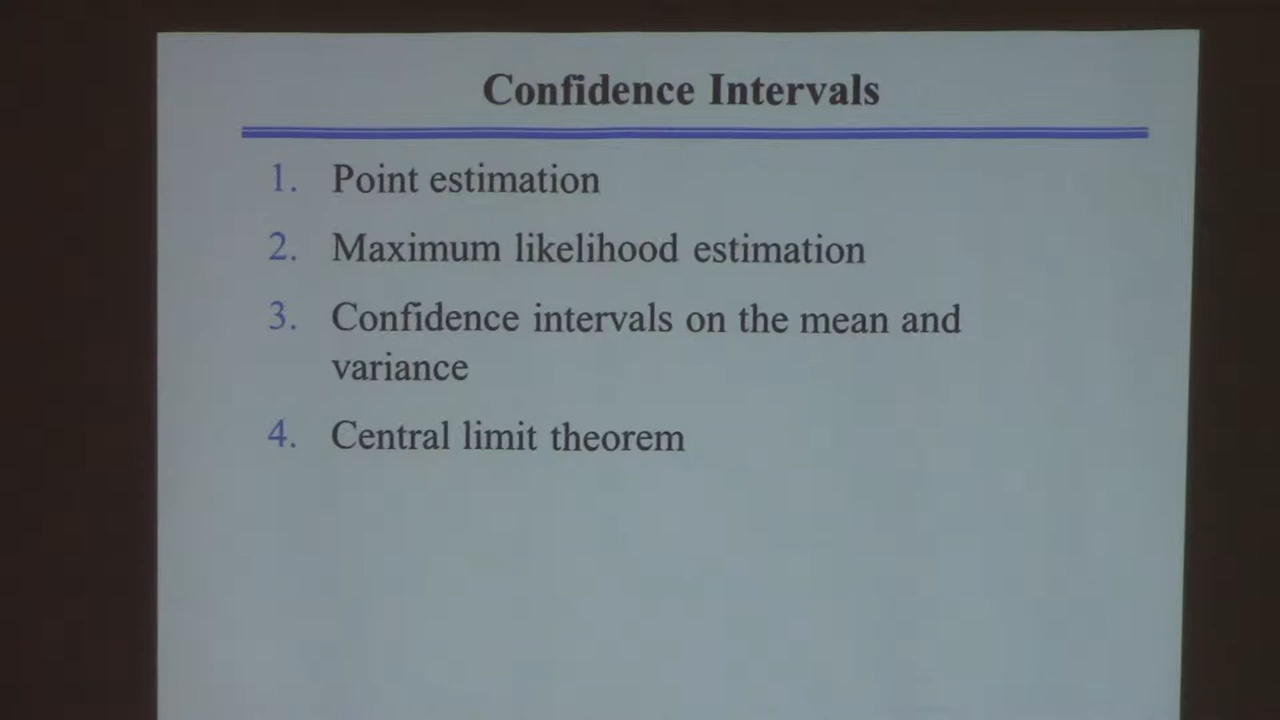 Confidence Intervals
1. Point estimation
2. Maximum likelihood estimation
3. Confidence intervals on the mean and
variance
4. Central limit theorem